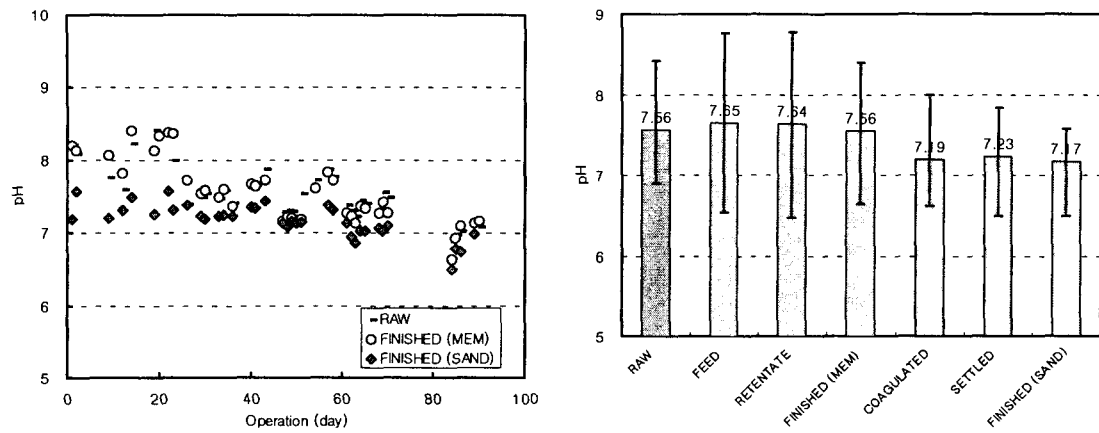 10
9
8
7
6
5
pH
0
20
40
60
80
100
Operation (day)
RAW
FINISHED (MEM)
FINISHED (SAND)
9
8
7
6
5
pH
7.56
7.65
7.64
7.56
7.19
7.23
7.17
RAW
FEED
RETENTATE
FINISHED (MEM)
COAGULATED
SETTLED
FINISHED (SAND)